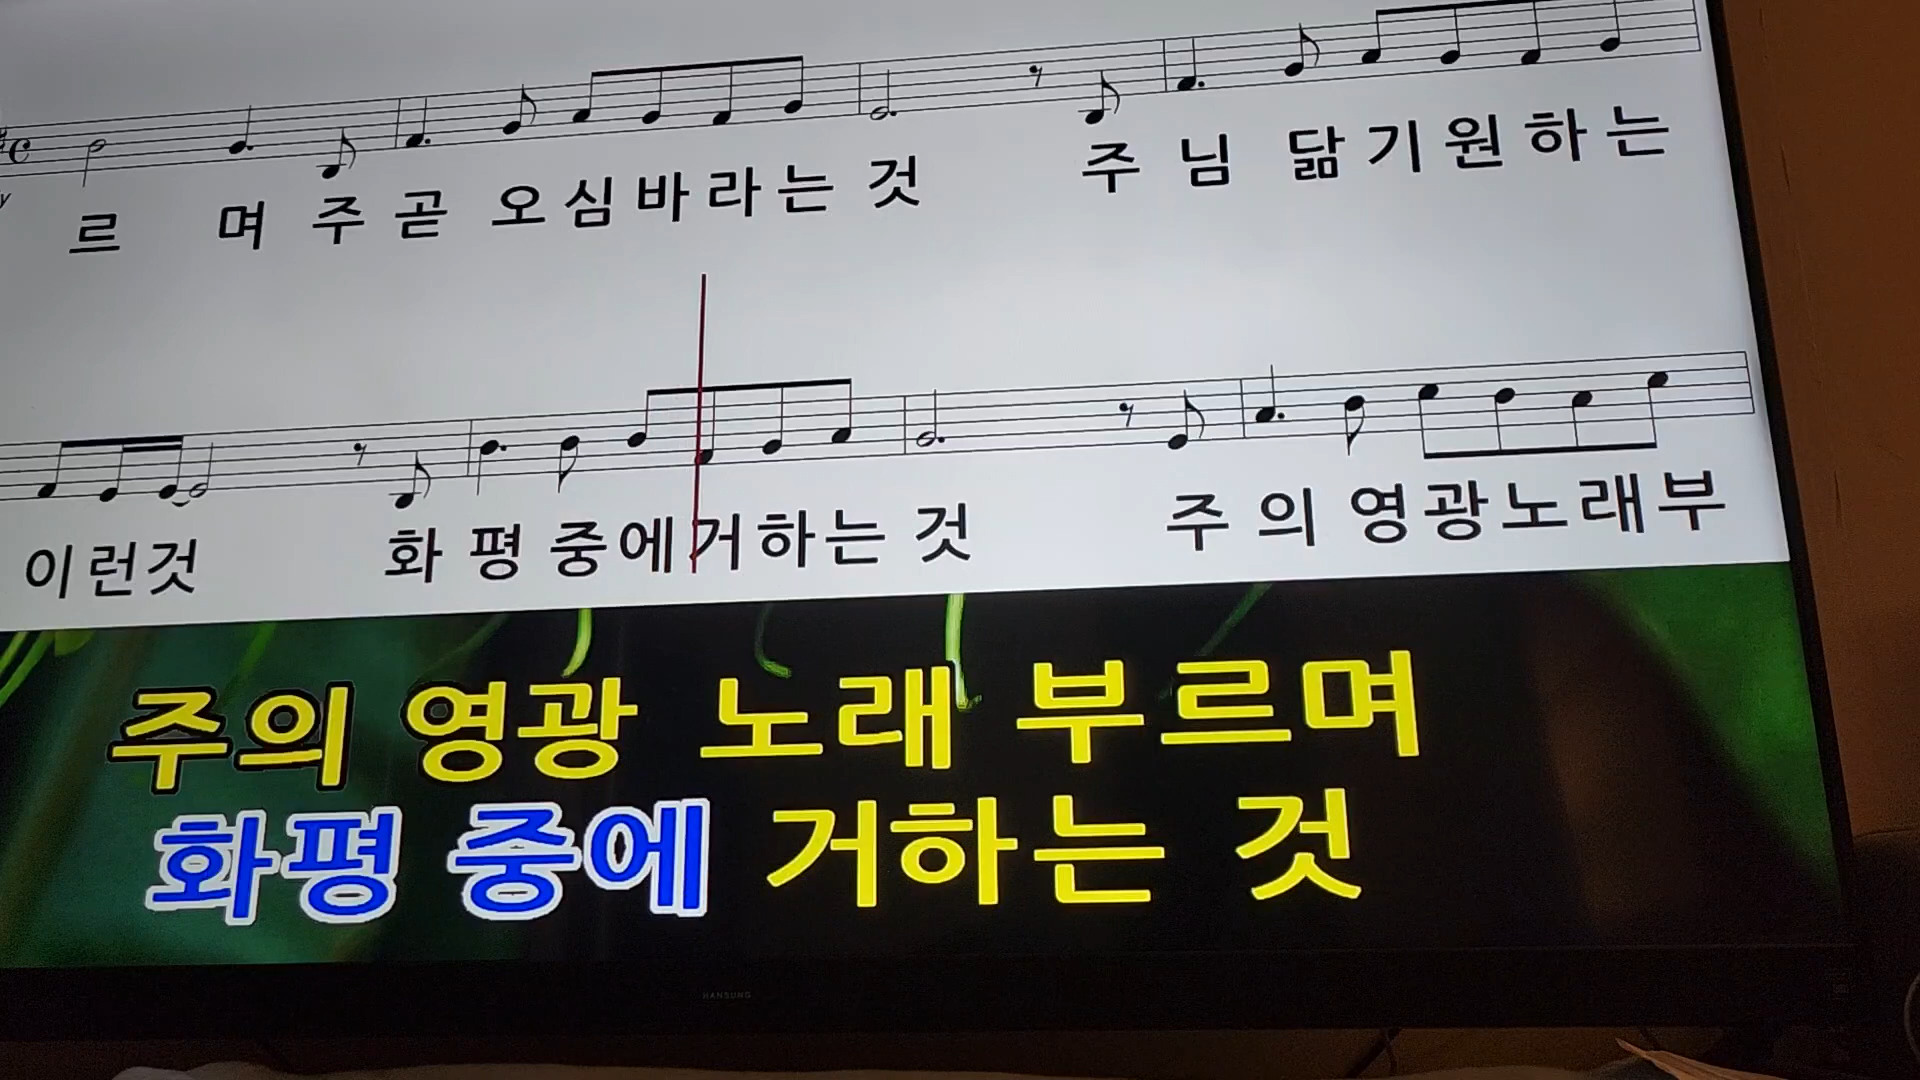 르 며 주 곧 오 심 바 라 는 것 주 님 닮 기 원 하 는
이 런 것 화 평 중 에 거 하 는 것 주 의 영 광 노 래 부
주의 영광 노래 부르며
화평 중에 거하는 것
HANSUNG